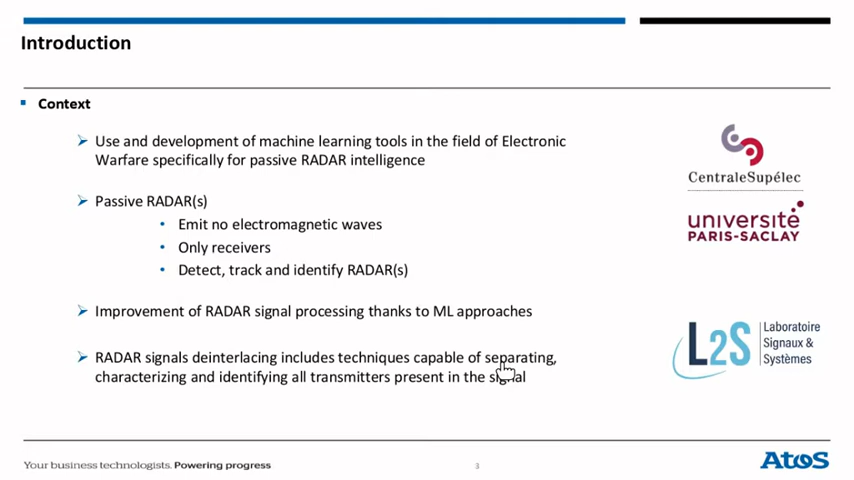 Introduction
Context
Use and development of machine learning tools in the field of Electronic
Warfare specifically for passive RADAR intelligence
Passive RADAR(s)
Emit no electromagnetic waves
Only receivers
Detect, track and identify RADAR(s)
Improvement of RADAR signal processing thanks to ML approaches
RADAR signals deinterlacing includes techniques capable of separating,
characterizing and identifying all transmitters present in the signal
CentraleSupélec
université
PARIS-SACLAY
L2S
Laboratoire
Signaux &
Systèmes
Your business technologists. Powering progress
3
Atos